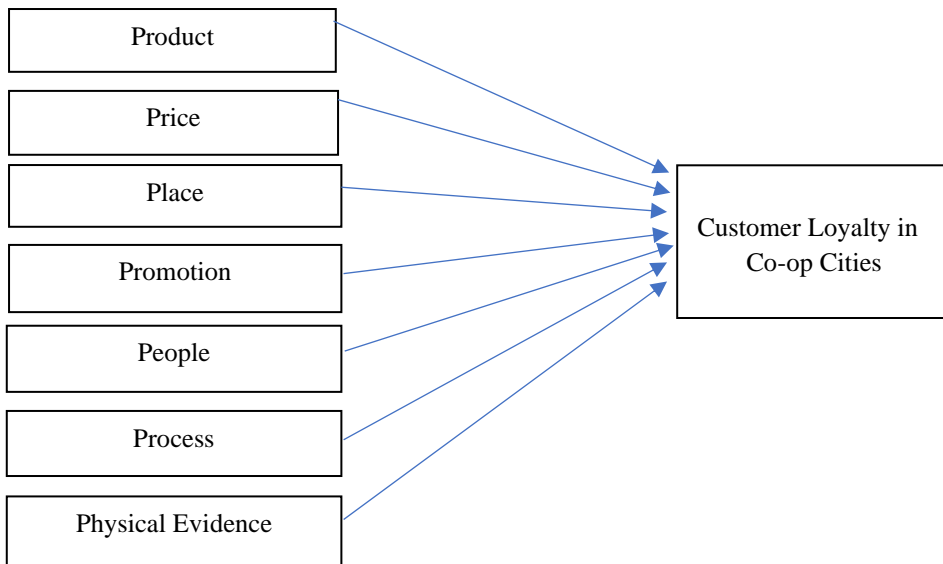 Product
Price
Place
Promotion
People
Process
Physical Evidence
Customer Loyalty in
Co-op Cities